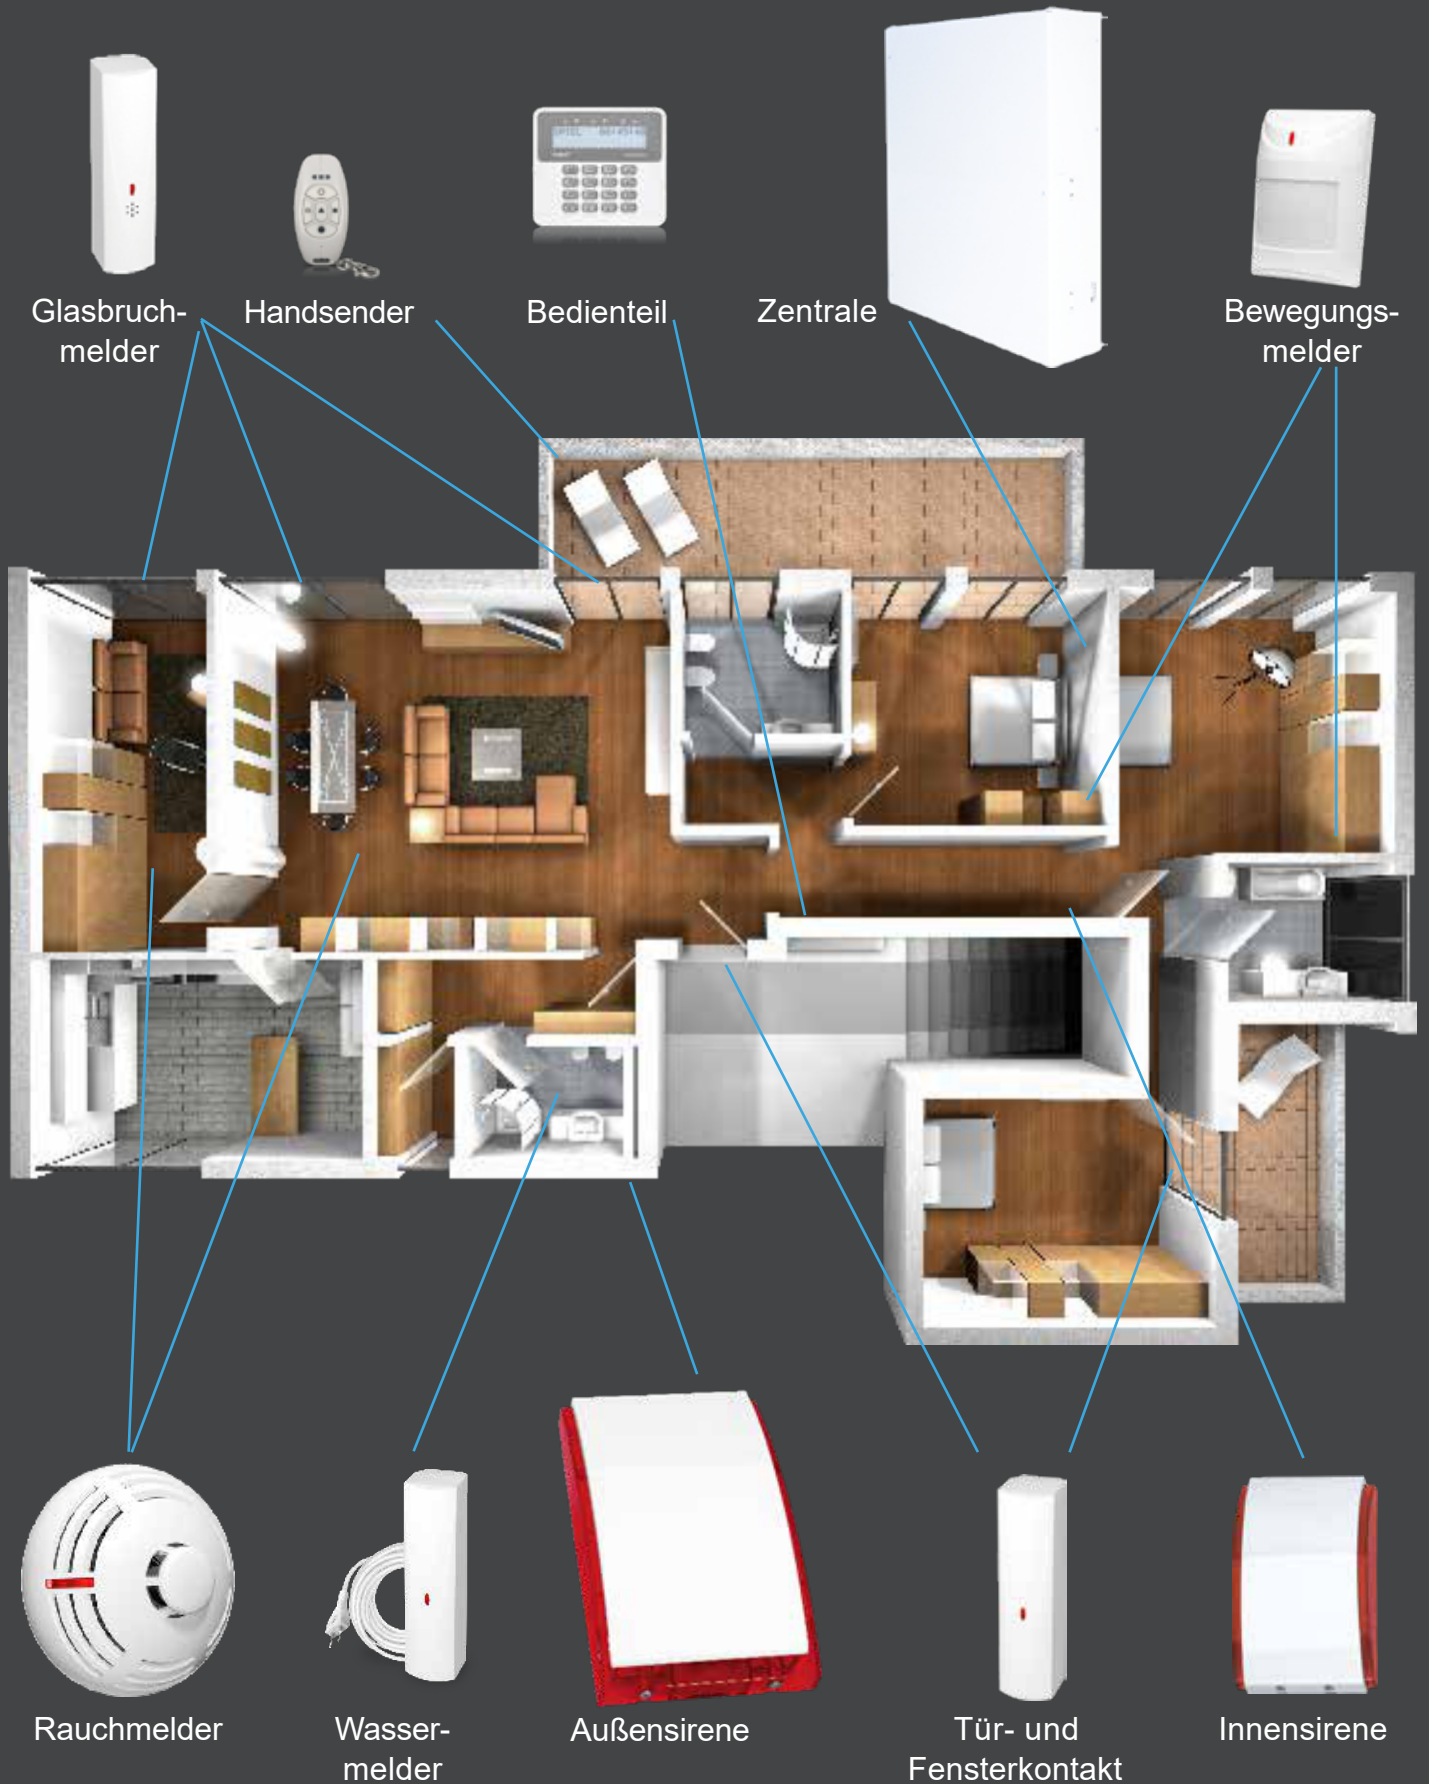 Glasbruch-
melder
Handsender
Bedienteil
Zentrale
Bewegungs-
melder
Rauchmelder
Wasser-
melder
Außensirene
Tür- und
Fensterkontakt
Innensirene